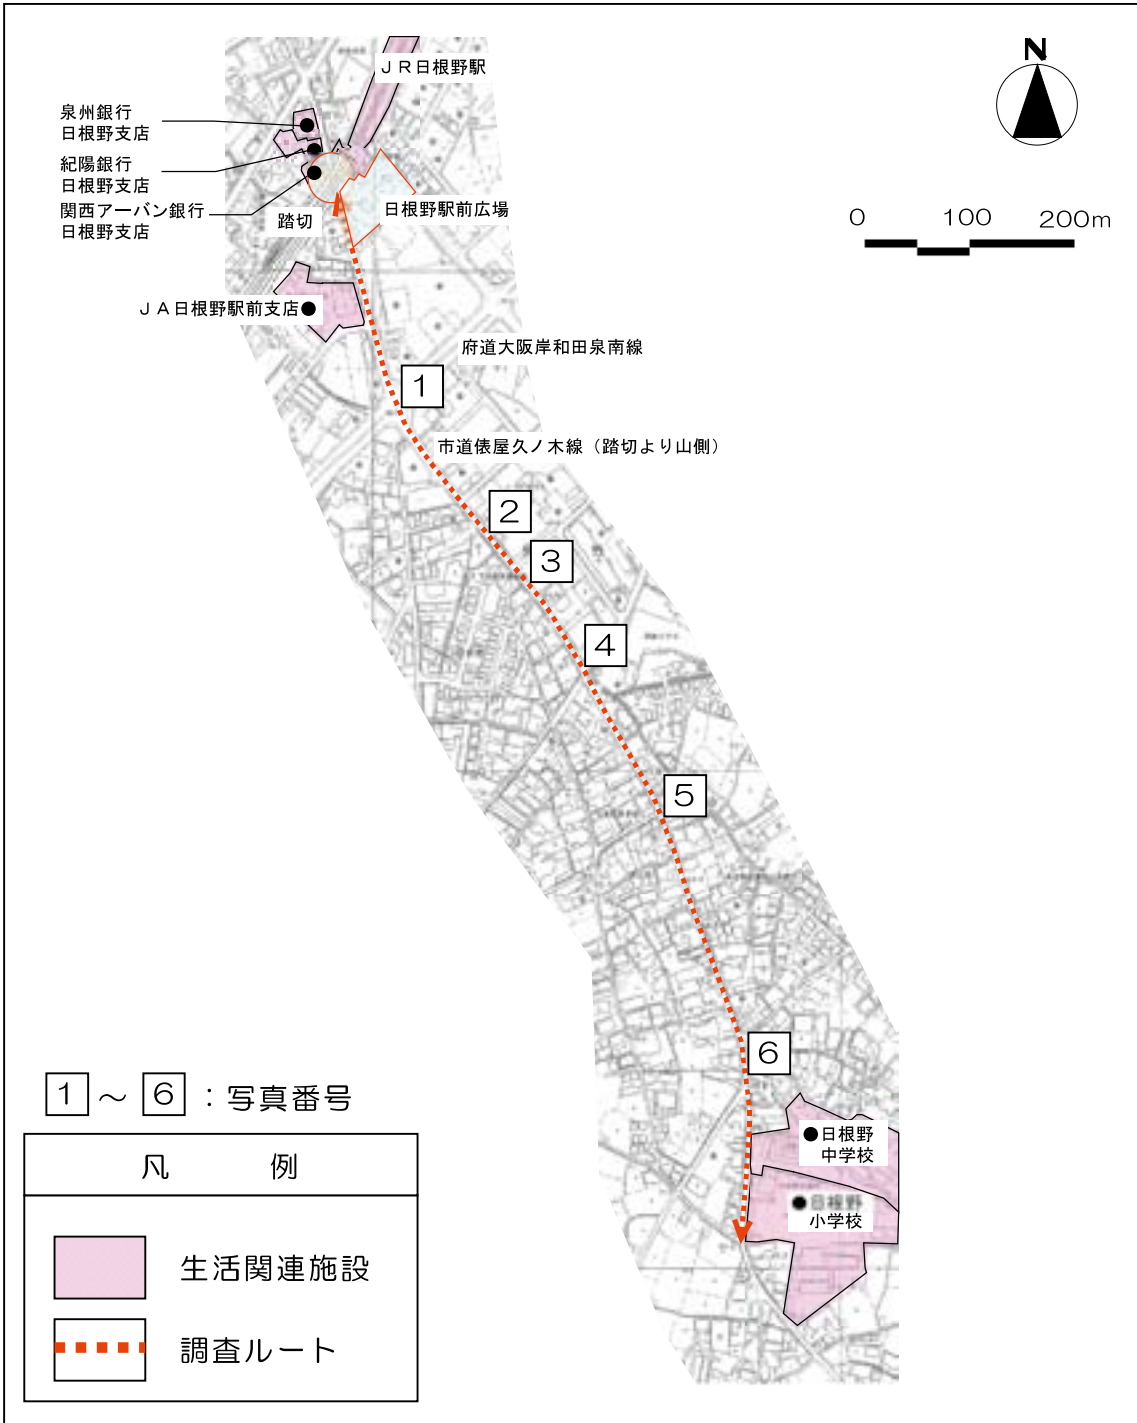 N
JR日根野駅
泉州銀行
日根野支店
紀陽銀行
日根野支店
関西アーバン銀行
日根野支店
踏切
日根野駅前広場
0 100 200m
JA日根野駅前支店
府道大阪岸和田泉南線
1
市道俵屋久ノ木線（踏切より山側）
2
3
4
5
6
1 ～ 6 ：写真番号
凡 例
生活関連施設
調査ルート
日根野
中学校
日根野
小学校